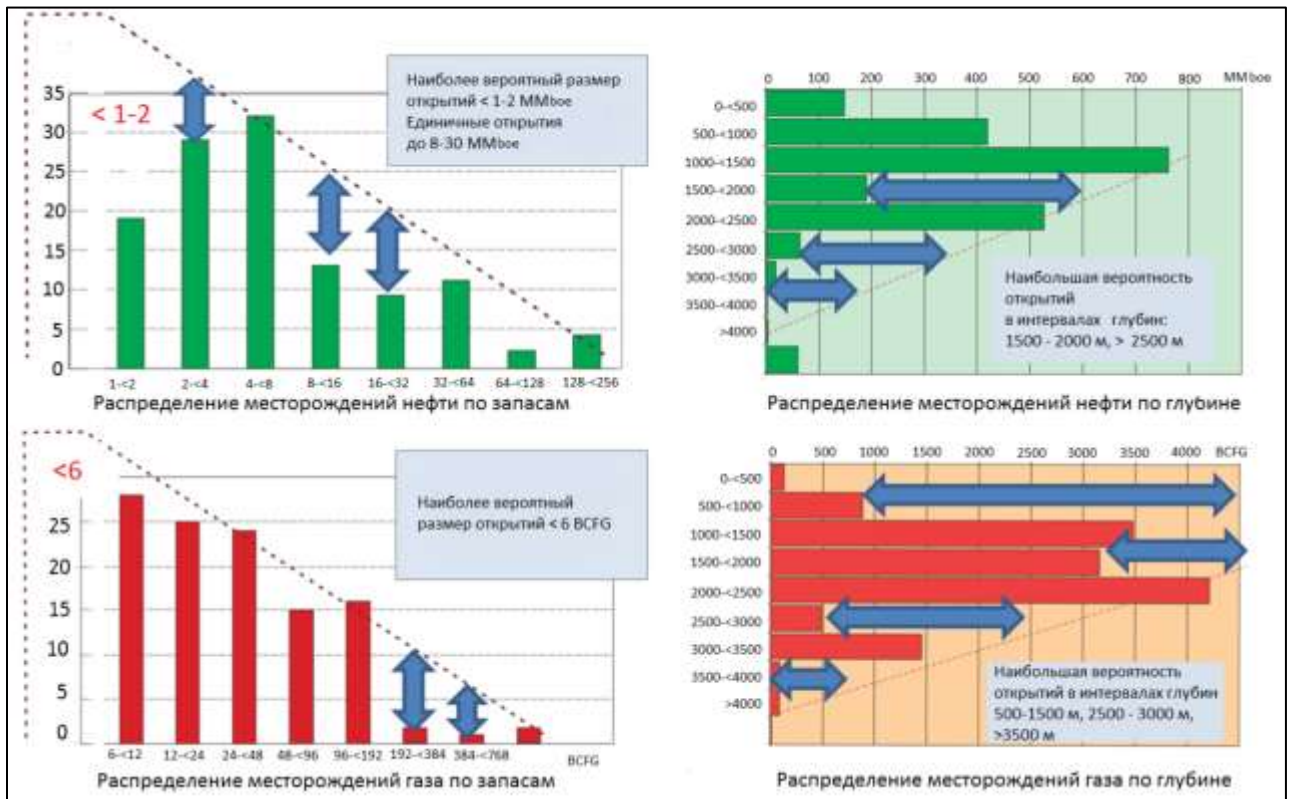 35
30
25
20
15
10
5
0
< 1-2
Наиболее вероятный размер
открытий < 1-2 MMboe
Единичные открытия
до 8-30 MMboe
1-<2 2-<4 4-<8 8-<16 16-<32 32-<64 64-<128 128-<256
Распределение месторождений нефти по запасам
0 100 200 300 400 500 600 700 800 MMboe
0-<500
500-<1000
1000-<1500
1500-<2000
2000-<2500
2500-<3000
3000-<3500
3500-<4000
>4000
Наибольшая вероятность
открытий
в интервалах глубин:
1500 - 2000 м, > 2500 м
Распределение месторождений нефти по глубине
<6
25
20
15
10
5
0
Наиболее вероятный
размер открытий < 6 BCFG
6-<12 12-<24 24-<48 48-<96 96-<192 192-<384 384-<768 BCFG
Распределение месторождений газа по запасам
0 500 1000 1500 2000 2500 3000 3500 4000 BCFG
0-<500
500-<1000
1000-<1500
1500-<2000
2000-<2500
2500-<3000
3000-<3500
3500-<4000
>4000
Наибольшая вероятность
открытий в интервалах глубин
500-1500 м, 2500 - 3000 м,
>3500 м
Распределение месторождений газа по глубине